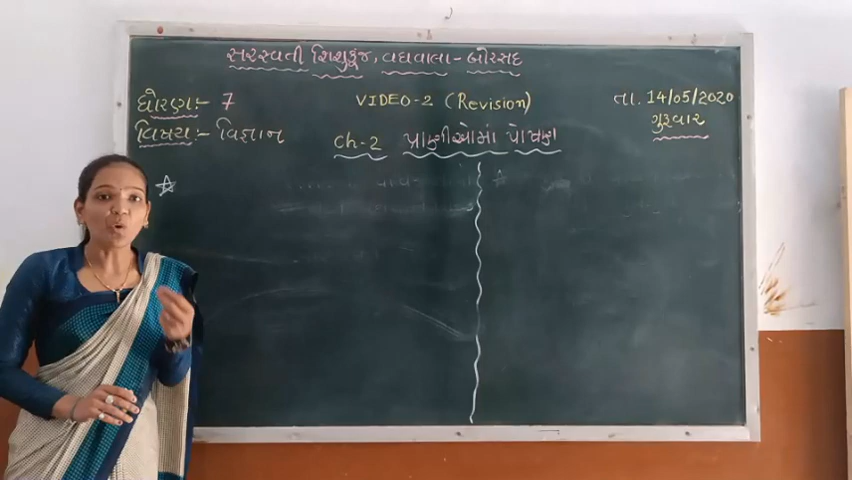 સરસ્વતી શિશુકુંજ, વઘવાલા - બોરસદ
ધોરણ:- 7
VIDEO-2 (Revision)
તા. 14/05/2020
ગુરૂવાર
વિષય:- વિજ્ઞાન
Ch-2 પ્રાણીઓમાં પોષણ